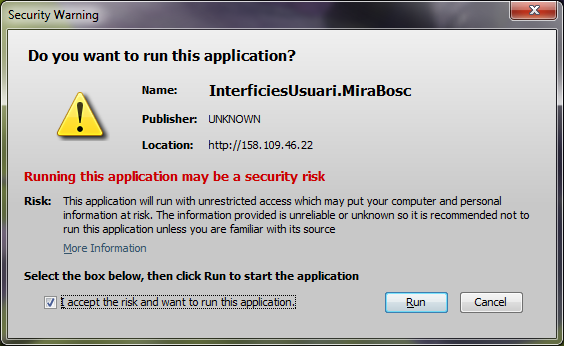 Security Warning
Do you want to run this application?
Name: InterficiesUsuari.MiraBosc
Publisher: UNKNOWN
Location: http://158.109.46.22
Running this application may be a security risk
Risk: This application will run with unrestricted access which may put your computer and personal
information at risk. The information provided is unreliable or unknown so it is recommended not to
run this application unless you are familiar with its source
More Information
Select the box below, then click Run to start the application
I accept the risk and want to run this application.
Run Cancel